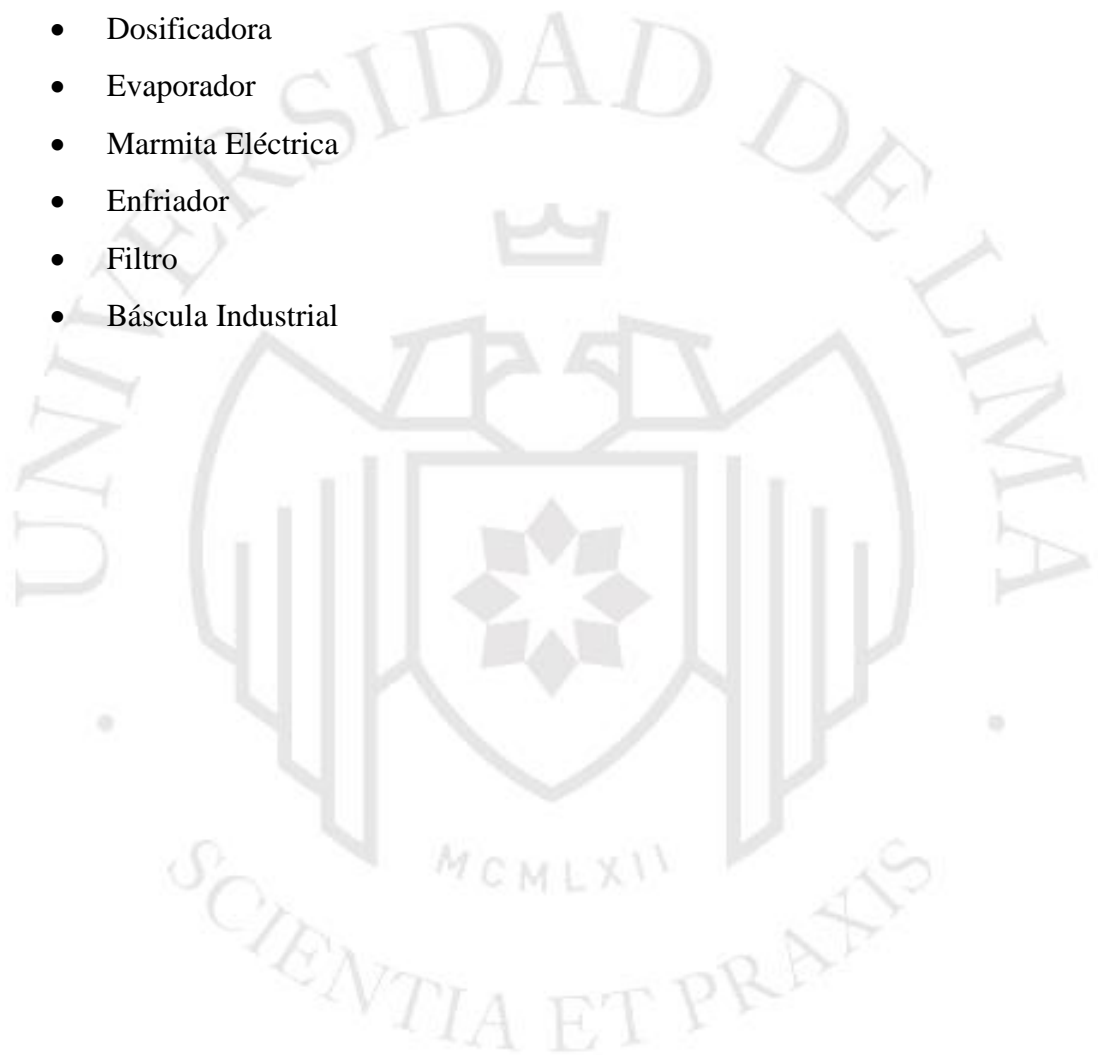 • Dosificadora
• Evaporador
• Marmita Eléctrica
• Enfriador
• Filtro
• Báscula Industrial
UNIVERSIDAD DE LIMA
MCMLXII
SCIENTIA ET PRAXIS